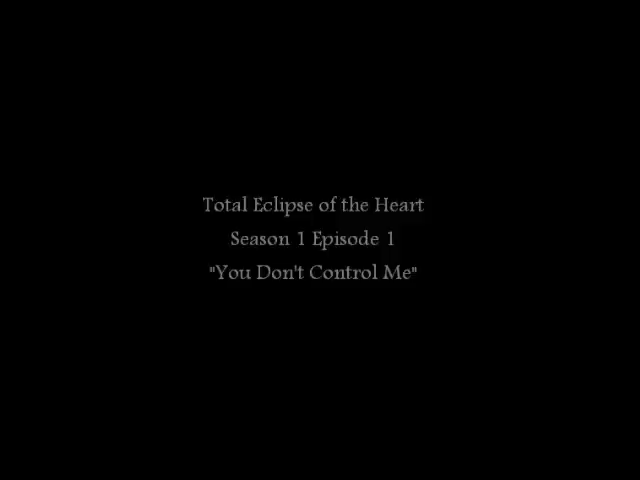 Total Eclipse of the Heart
Season 1 Episode 1
"You Don't Control Me"